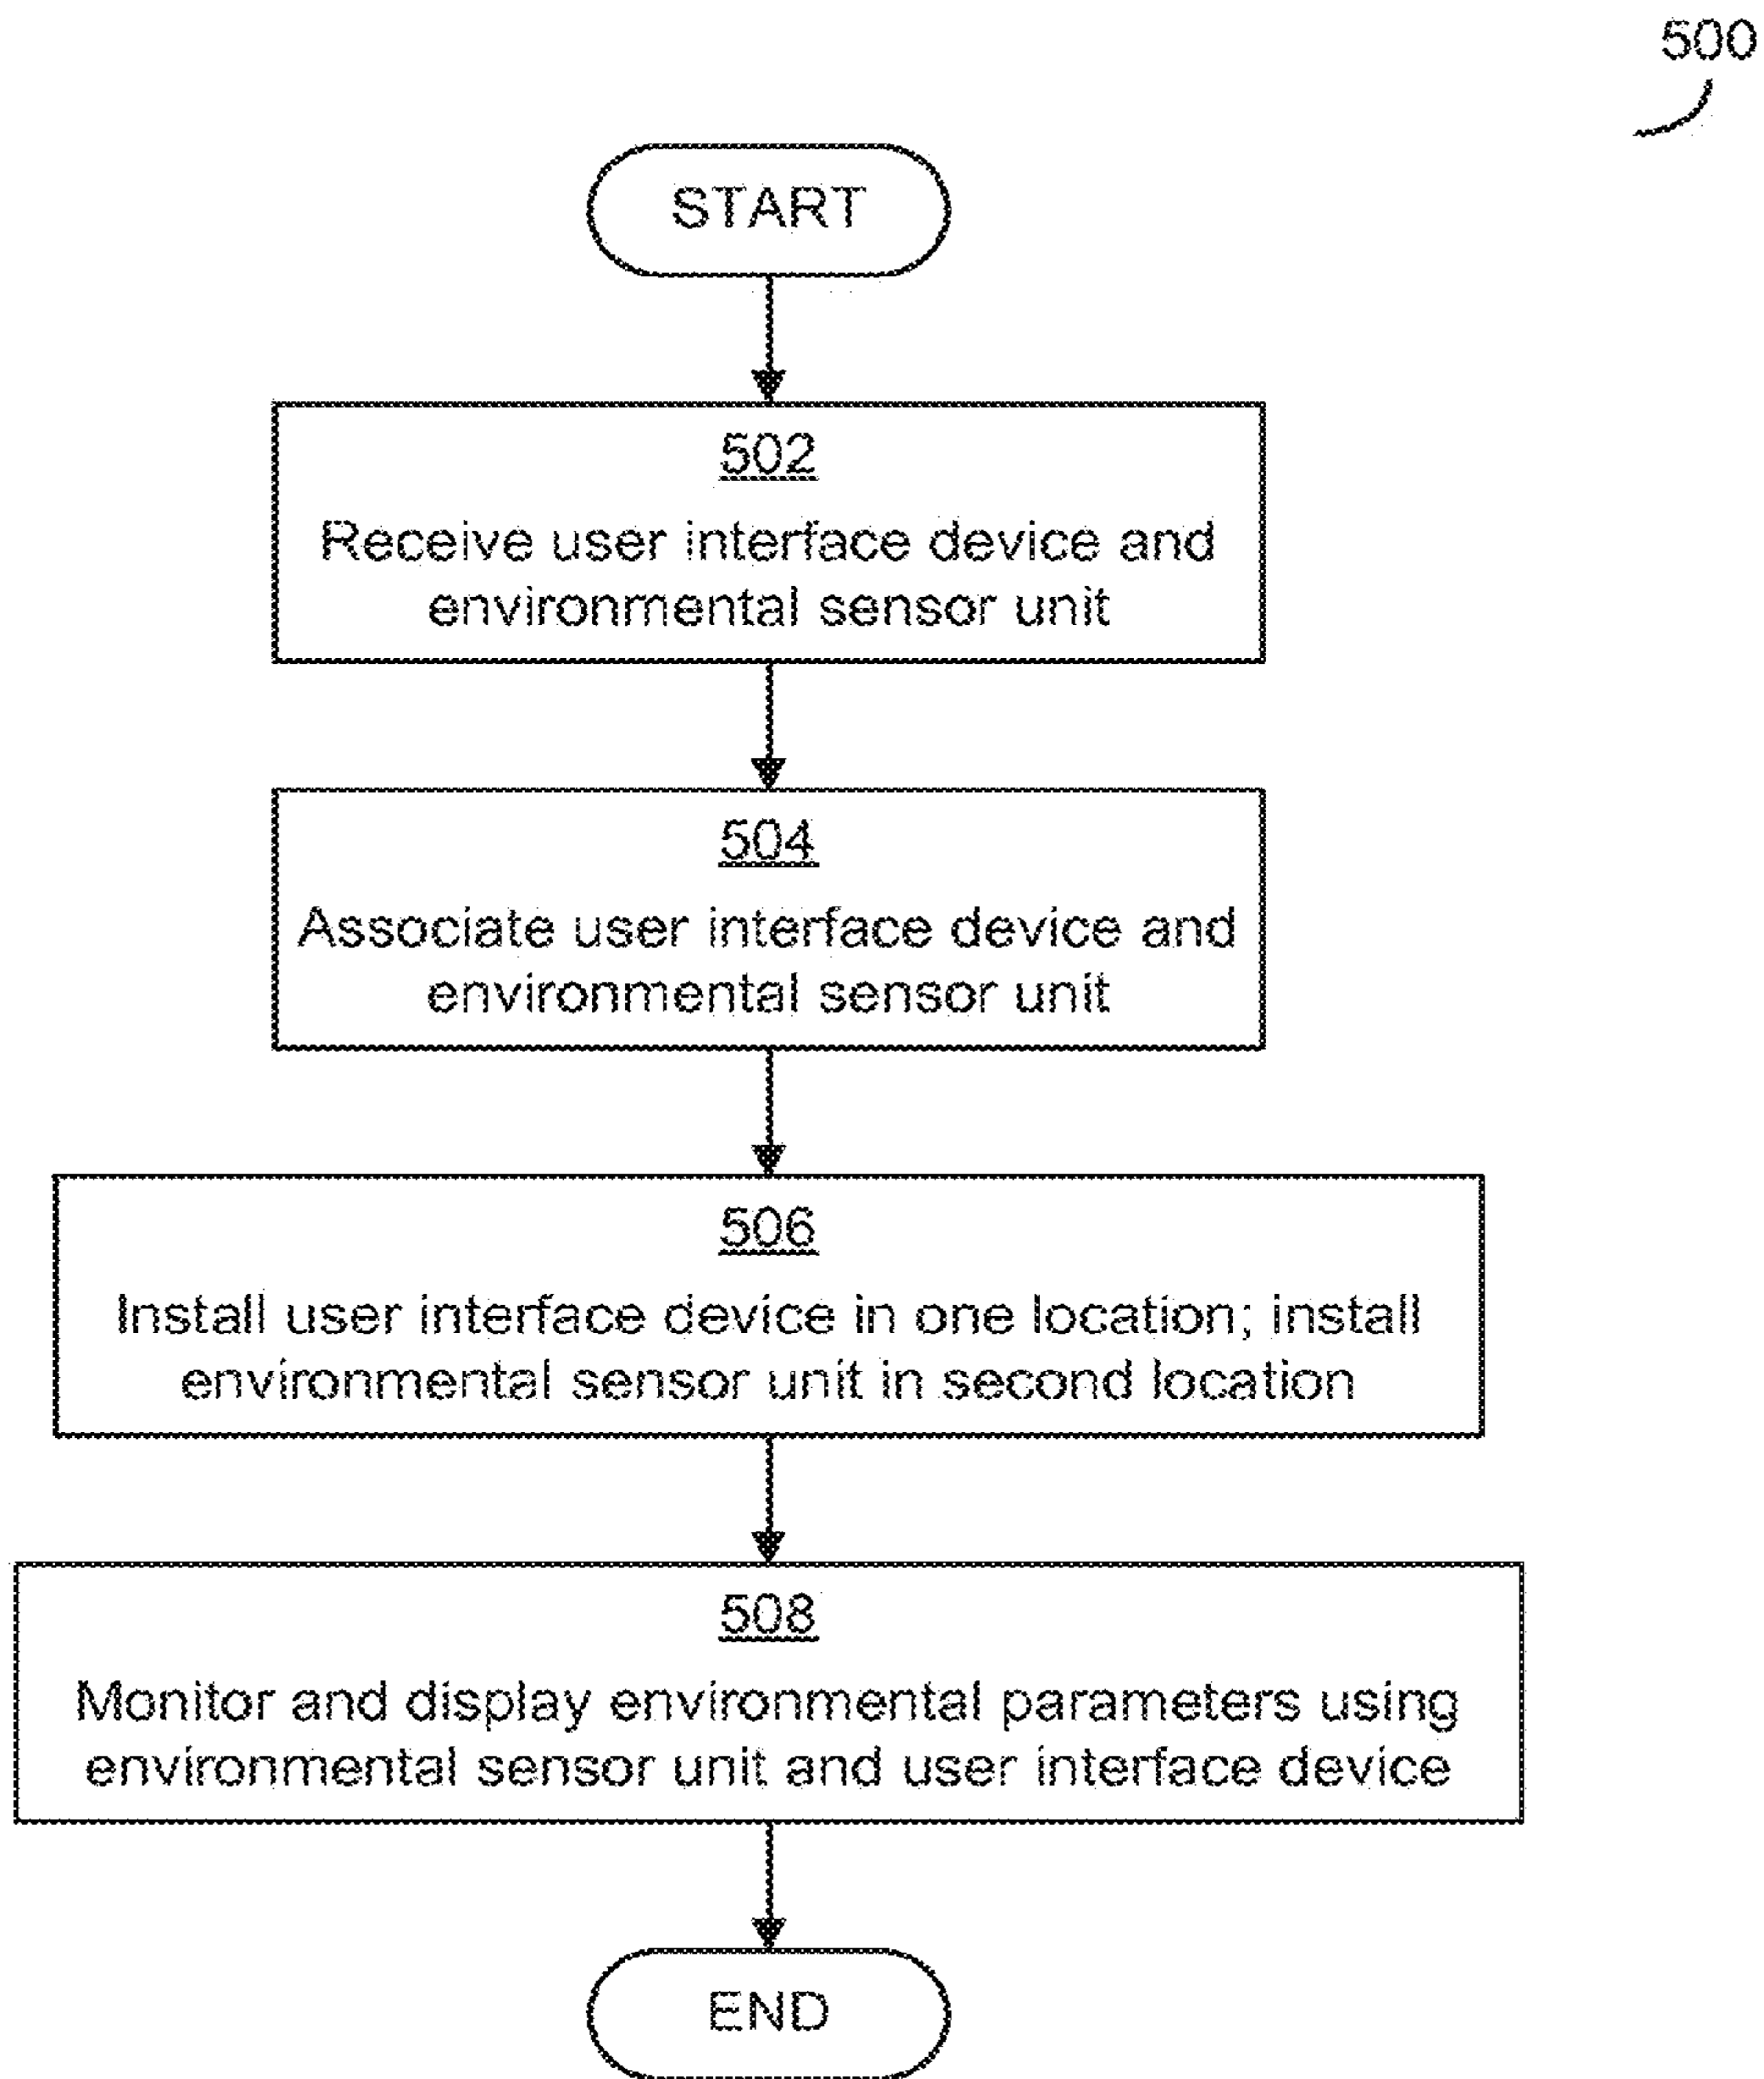 500
START
502
Receive user interface device and
environmental sensor unit
504
Associate user interface device and
environmental sensor unit
506
Install user interface device in one location; install
environmental sensor unit in second location
508
Monitor and display environmental parameters using
environmental sensor unit and user interface device
END